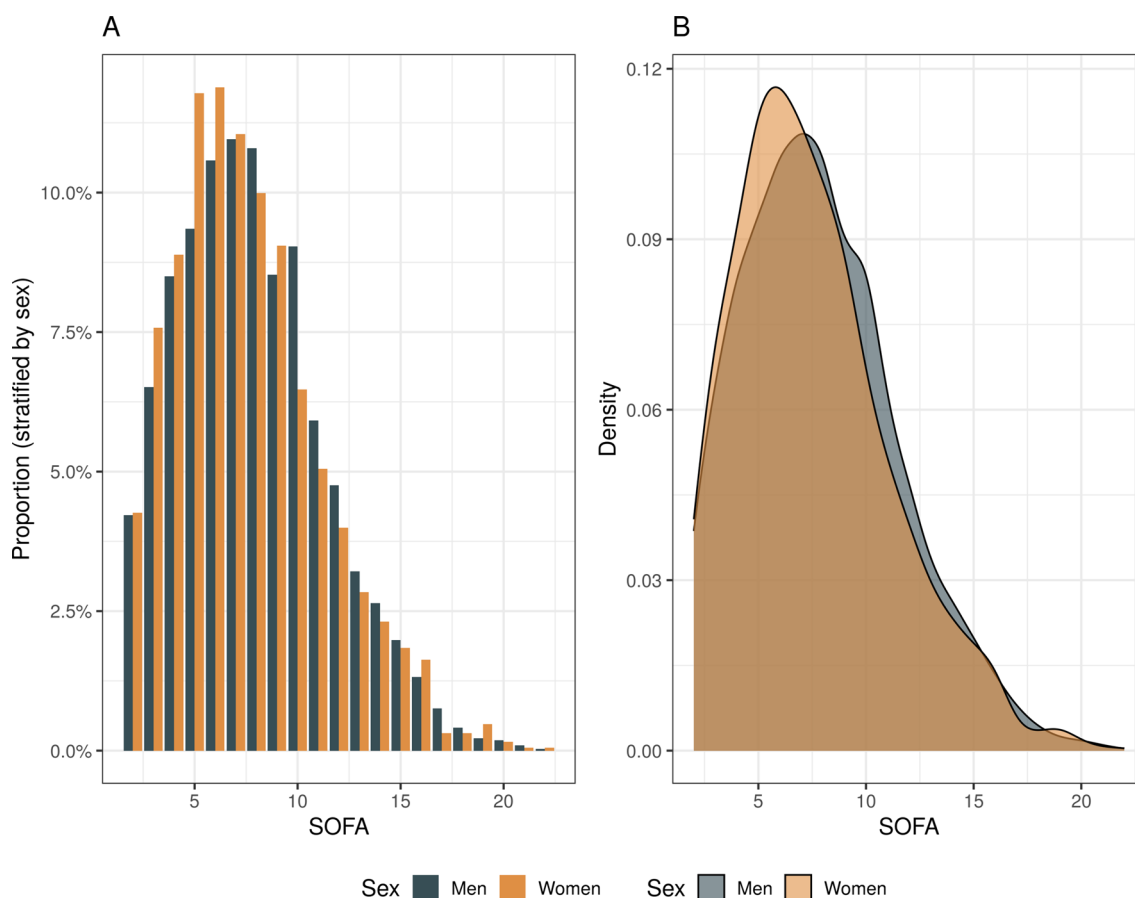 A
B
Proportion (stratified by sex)
10.0%
7.5%
5.0%
2.5%
0.0%
5 10 15 20
SOFA
Density
0.12
0.09
0.06
0.03
0.00
5 10 15 20
SOFA
Sex Men Women
Sex Men Women